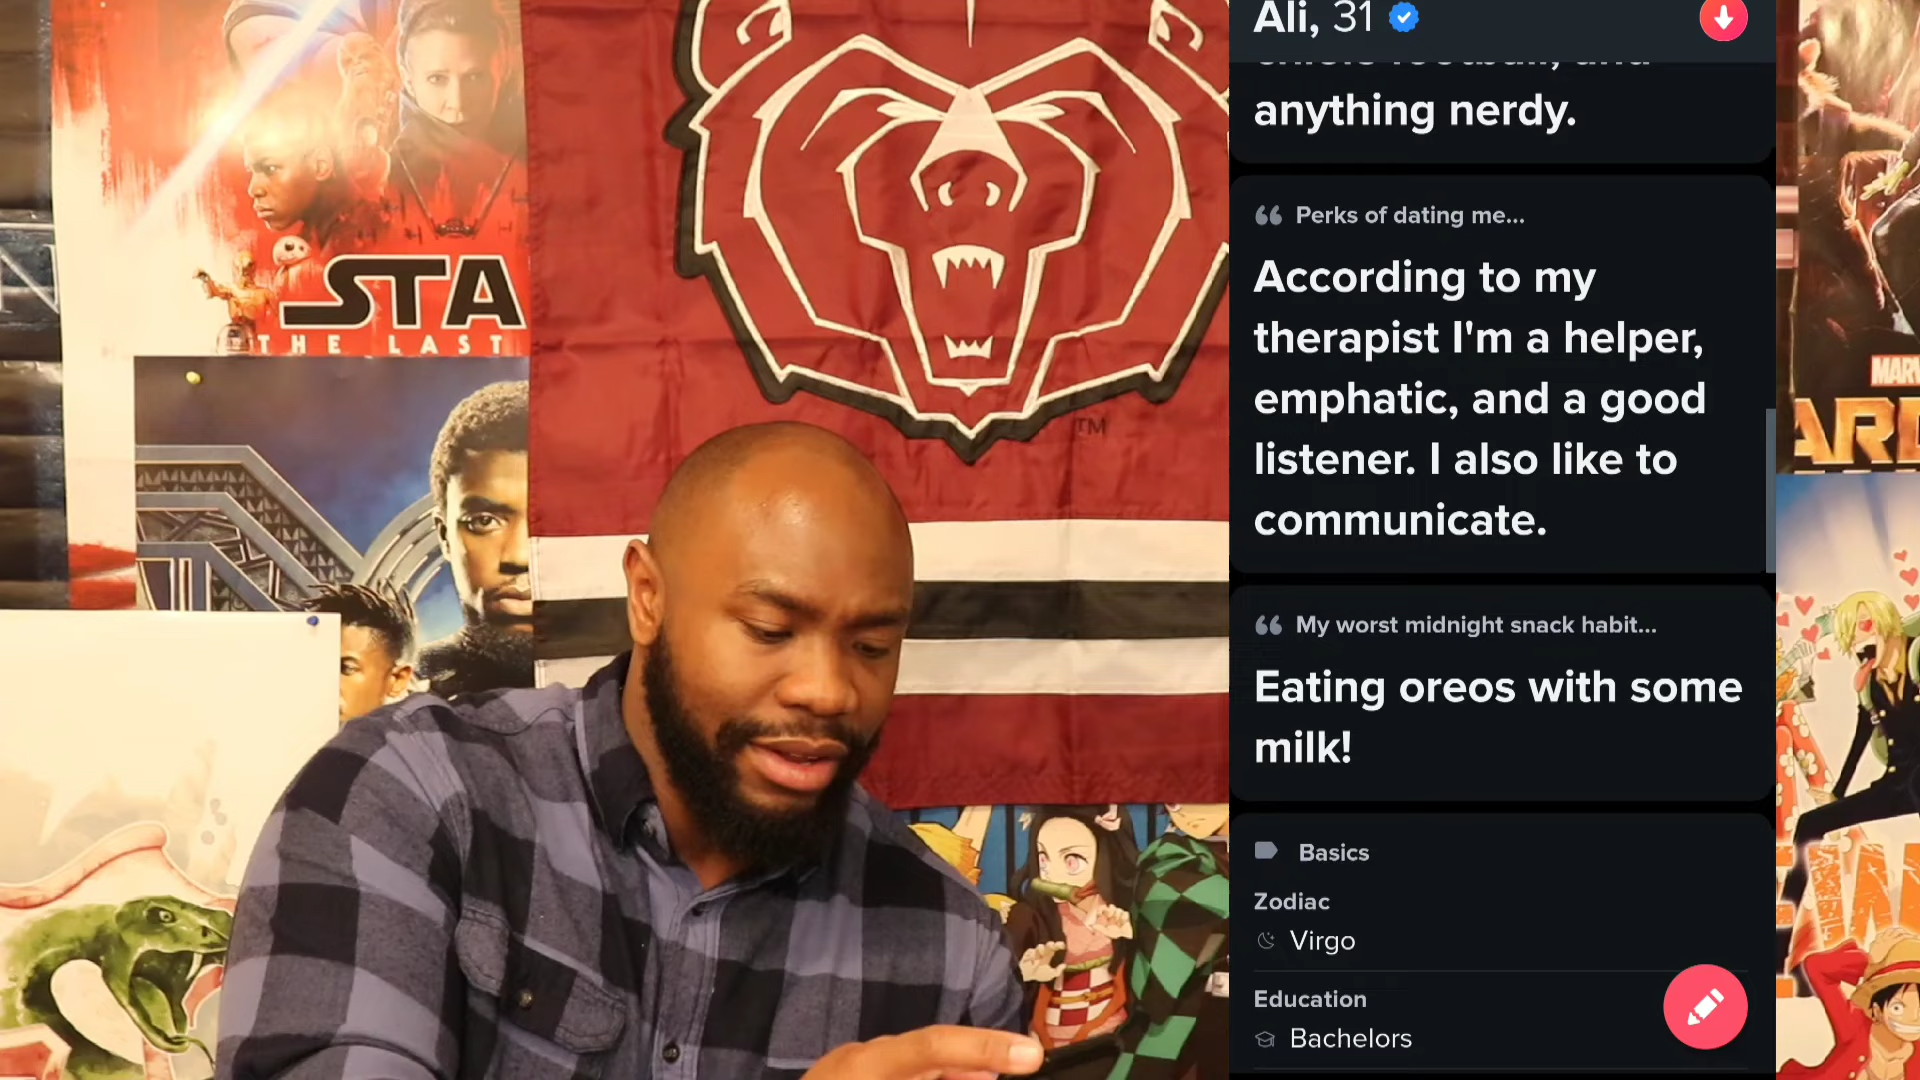 Ali, 31
anything nerdy.
Perks of dating me...
According to my
therapist I'm a helper,
emphatic, and a good
listener. I also like to
communicate.
My worst midnight snack habit...
Eating oreos with some
milk!
Basics
Zodiac
Virgo
Education
Bachelors
STA
THE LAST
TM
MARV
ARD